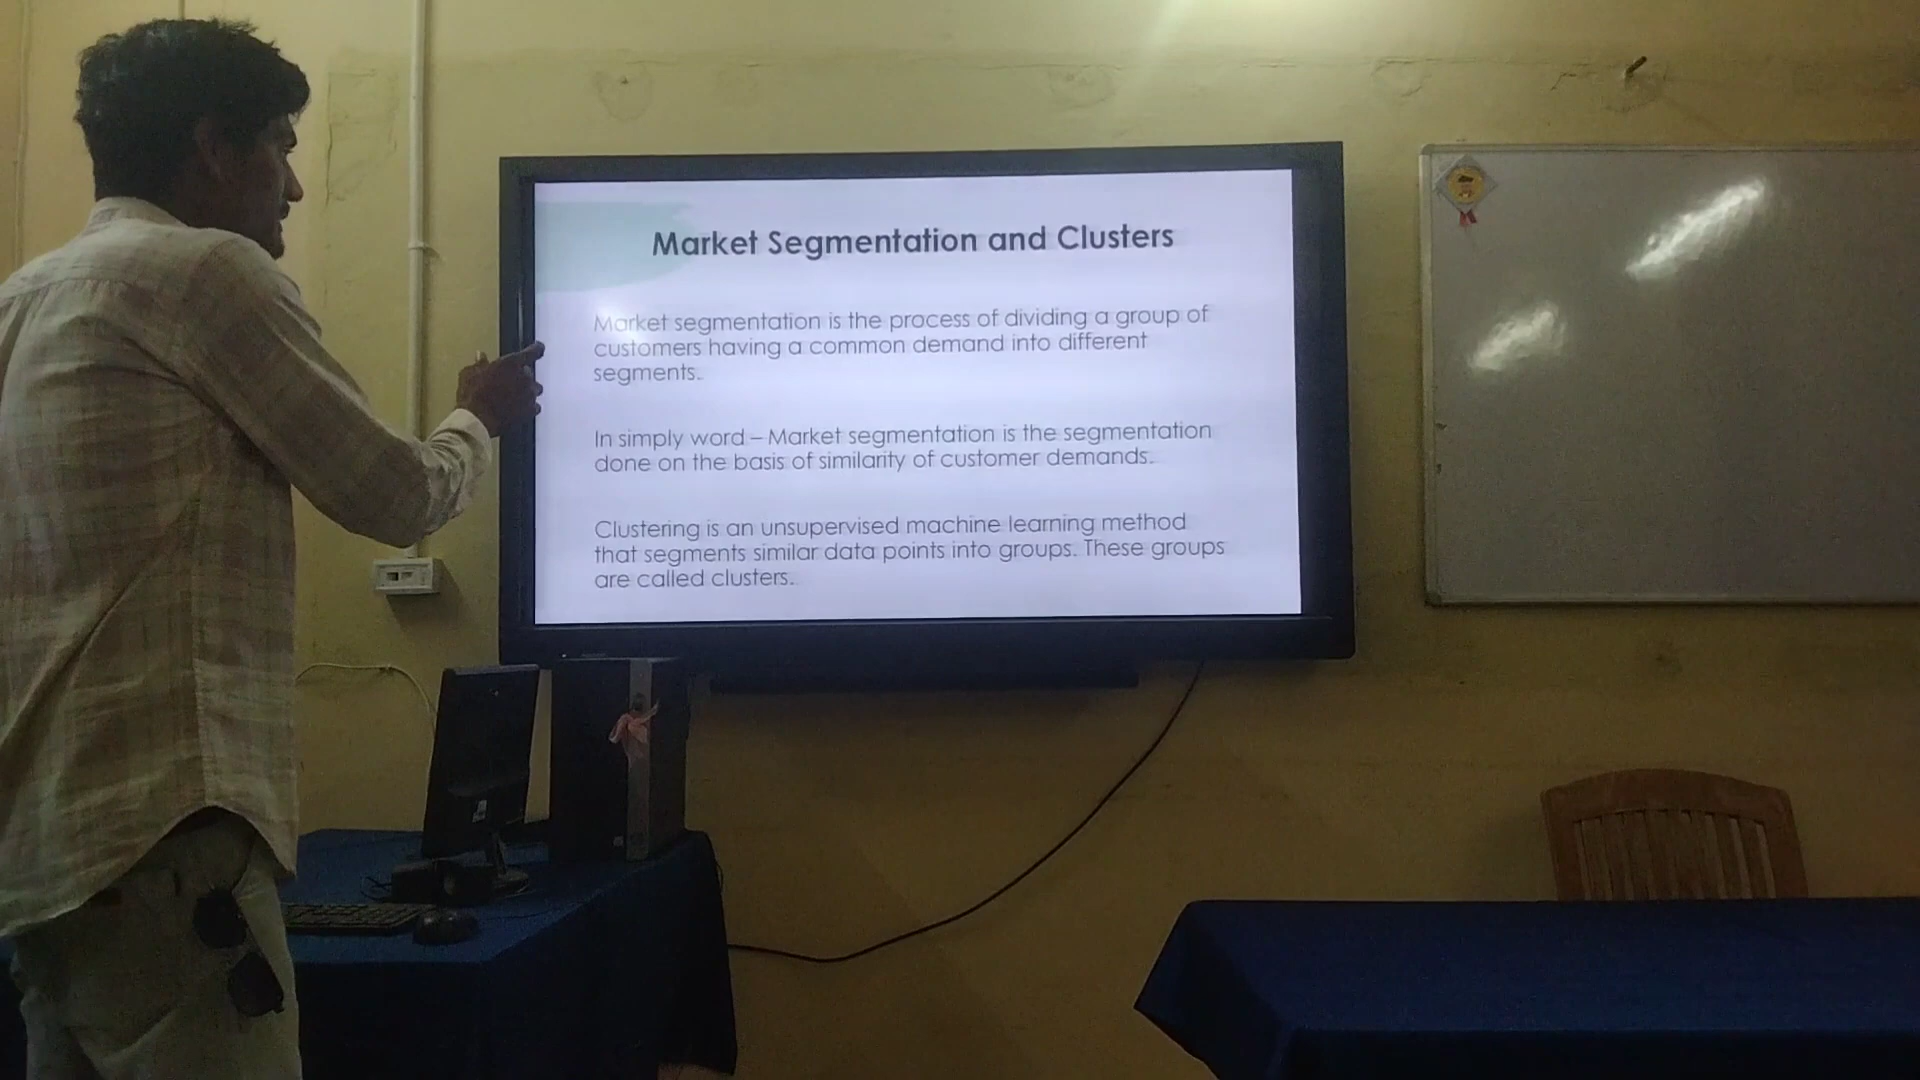 Market Segmentation and Clusters
Market segmentation is the process of dividing a group of
customers having a common demand into different
segments.
In simply word – Market segmentation is the segmentation
done on the basis of similarity of customer demands.
Clustering is an unsupervised machine learning method
that segments similar data points into groups. These groups
are called clusters.